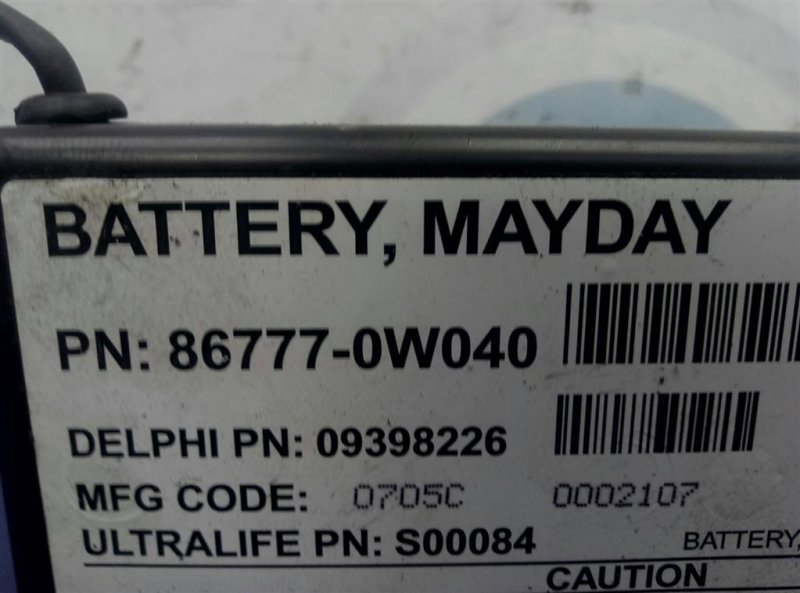 BATTERY, MAYDAY
PN: 86777-0W040
DELPHI PN: 09398226
MFG CODE: 0705C 0002107
ULTRALIFE PN: S00084 BATTERY,
CAUTION